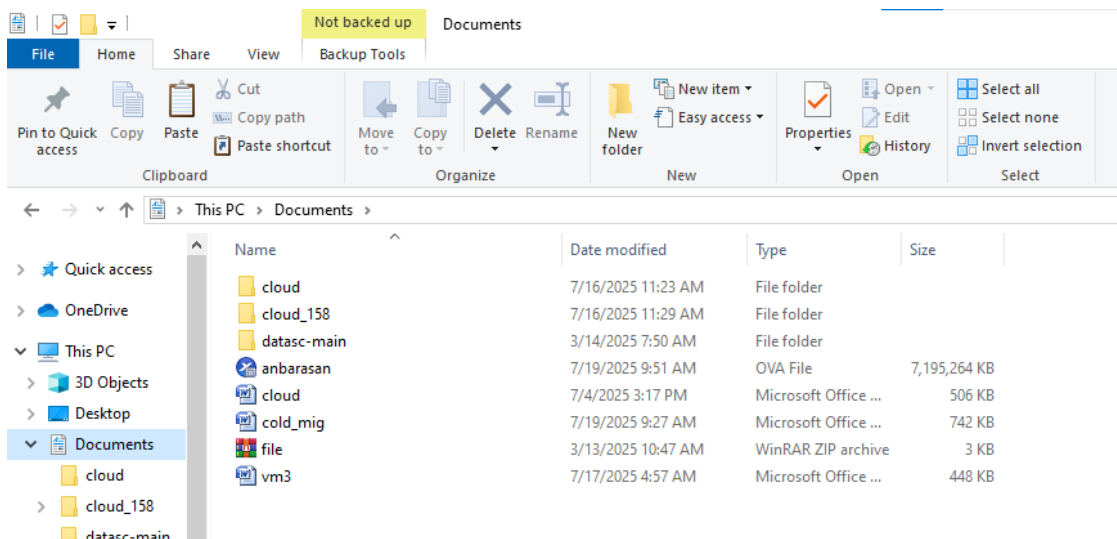 Not backed up
Documents
File
Home
Share
View
Backup Tools
Pin to Quick access
Copy
Paste
Cut
Copy path
Paste shortcut
Clipboard
Move to
Copy to
Delete
Rename
Organize
New folder
New item
Easy access
New
Properties
Open
Edit
History
Open
Select all
Select none
Invert selection
Select
This PC > Documents >
Quick access
OneDrive
This PC
3D Objects
Desktop
Documents
cloud
cloud_158
datasc-main
Name Date modified Type Size
cloud 7/16/2025 11:23 AM File folder
cloud_158 7/16/2025 11:29 AM File folder
datasc-main 3/14/2025 7:50 AM File folder
anbarasan 7/19/2025 9:51 AM OVA File 7,195,264 KB
cloud 7/4/2025 3:17 PM Microsoft Office ... 506 KB
cold_mig 7/19/2025 9:27 AM Microsoft Office ... 742 KB
file 3/13/2025 10:47 AM WinRAR ZIP archive 3 KB
vm3 7/17/2025 4:57 AM Microsoft Office ... 448 KB